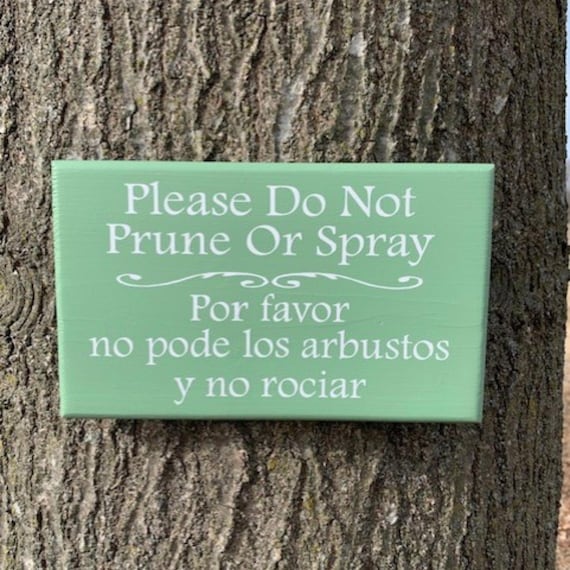 Please Do Not
Prune Or Spray
Por favor
no pode los arbustos
y no rociar